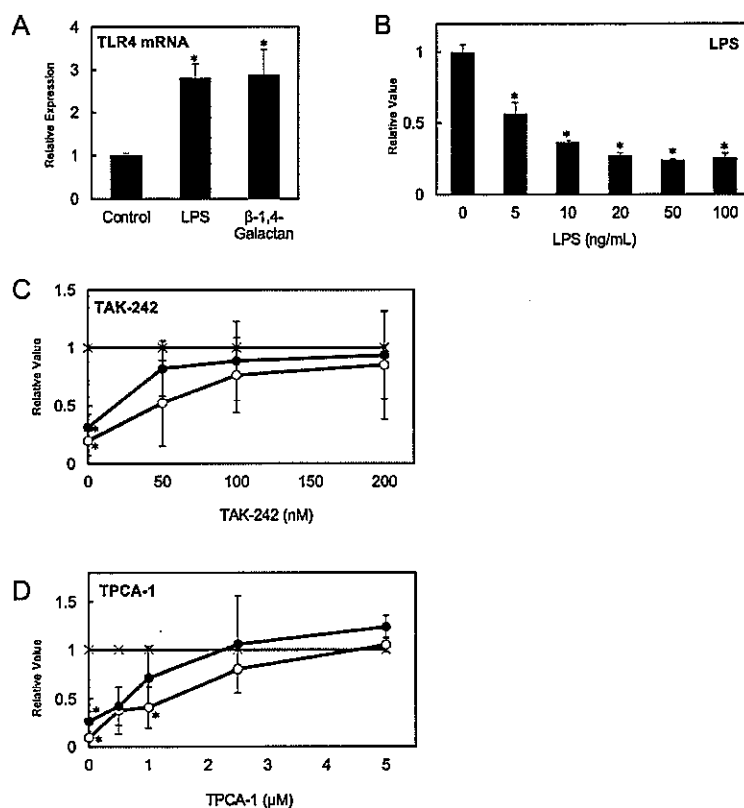 A
TLR4 mRNA
Relative Expression
4
3
2
1
0
*
*
Control
LPS
β-1,4-
Galactan
B
LPS
Relative Value
1
0.5
0
*
*
*
*
*
0
5
10
20
50
100
LPS (ng/mL)
C
TAK-242
Relative Value
1.5
1
0.5
0
*
*
0
50
100
150
200
TAK-242 (nM)
D
TPCA-1
Relative Value
1.5
1
0.5
0
*
*
*
0
1
2
3
4
5
TPCA-1 (μM)